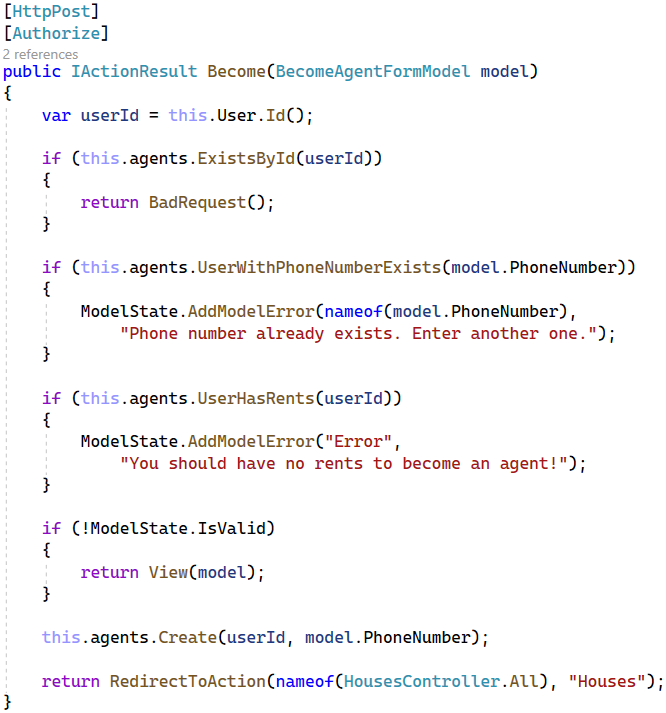 [HttpPost]
[Authorize]
2 references
public IActionResult Become(BecomeAgentFormModel model)
{
    var userId = this.User.Id();

    if (this.agents.ExistsById(userId))
    {
        return BadRequest();
    }

    if (this.agents.UserWithPhoneNumberExists(model.PhoneNumber))
    {
        ModelState.AddModelError(nameof(model.PhoneNumber),
            "Phone number already exists. Enter another one.");
    }

    if (this.agents.UserHasRents(userId))
    {
        ModelState.AddModelError("Error",
            "You should have no rents to become an agent!");
    }

    if (!ModelState.IsValid)
    {
        return View(model);
    }

    this.agents.Create(userId, model.PhoneNumber);

    return RedirectToAction(nameof(HousesController.All), "Houses");
}